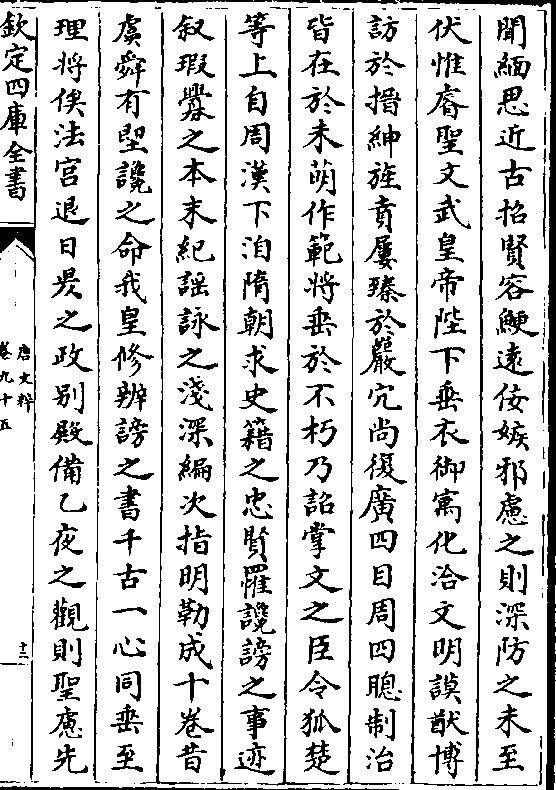 聞緬思近古招賢容鯁遠佞嫉邪慮之則深防之未至
伏惟睿聖文武皇帝陛下垂衣御㝢化洽文明謨猷博
訪於搢紳旌賁屢臻於巖穴尚復廣四目周四聰制治
皆在於未萌作範將垂於不朽乃詔掌文之臣令狐楚
等上自周漢下洎隋朝求史籍之忠賢罹讒謗之事迹
叙瑕釁之本末紀謡詠之淺深編次指明勒成十卷昔
虞舜有堲讒之命我皇修辨謗之書千古一心同垂至
理將俟法宫退日昃之政别殿備乙夜之觀則聖慮先
欽定四庫全書
唐文粹
卷九十五
十二